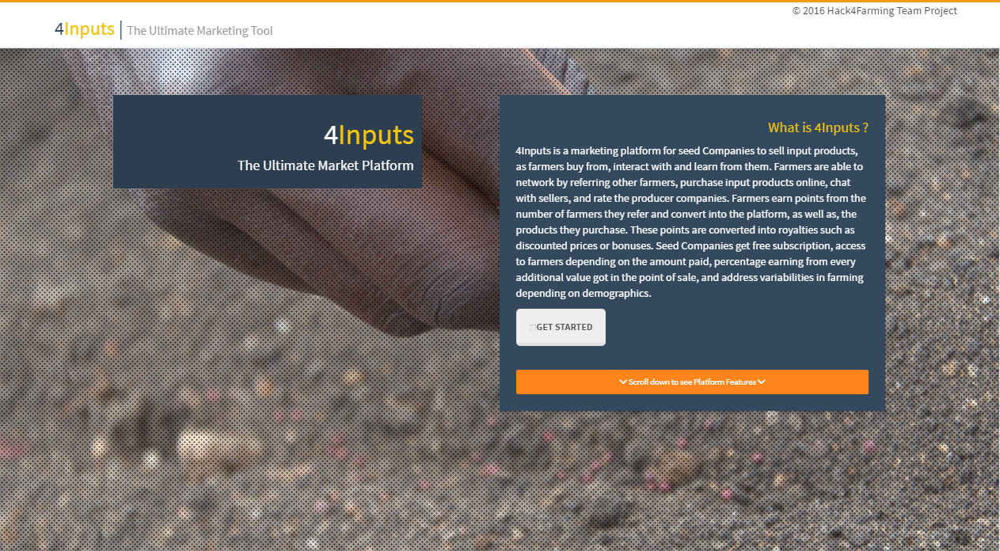 © 2016 Hack4Farming Team Project
4Inputs | The Ultimate Marketing Tool
4Inputs
The Ultimate Market Platform
What is 4Inputs ?
4Inputs is a marketing platform for seed Companies to sell input products,
as farmers buy from, interact with and learn from them. Farmers are able to
network by referring other farmers, purchase input products online, chat
with sellers, and rate the producer companies. Farmers earn points from the
number of farmers they refer and convert into the platform, as well as, the
products they purchase. These points are converted into royalties such as
discounted prices or bonuses. Seed Companies get free subscription, access
to farmers depending on the amount paid, percentage earning from every
additional value got in the point of sale, and address variabilities in farming
depending on demographics.
GET STARTED
Scroll down to see Platform Features